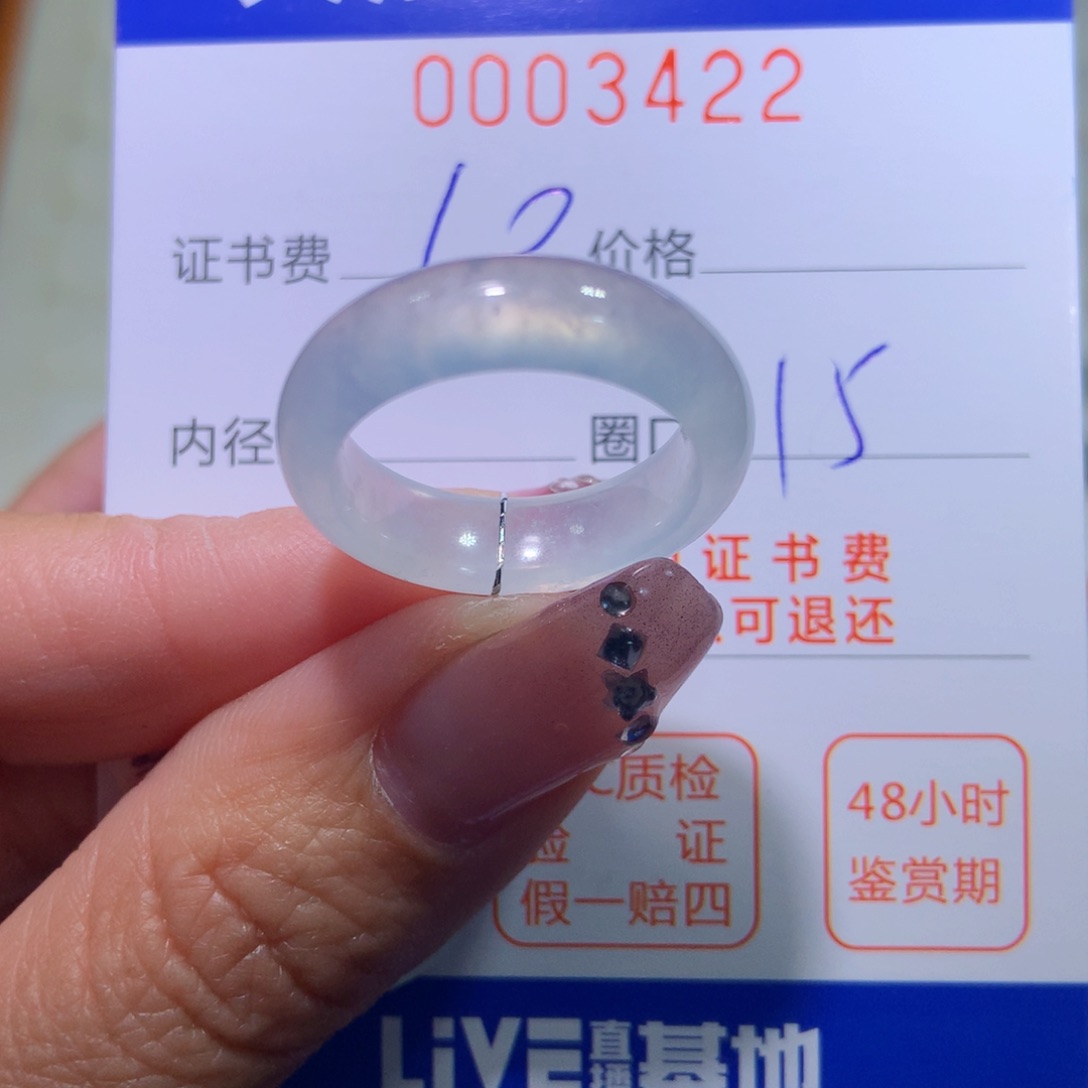 0003422
证书费 价格
内径 圈口 15
证书费
可退还
质检
验 证
假一赔四
48小时
鉴赏期
LiVE直播基地